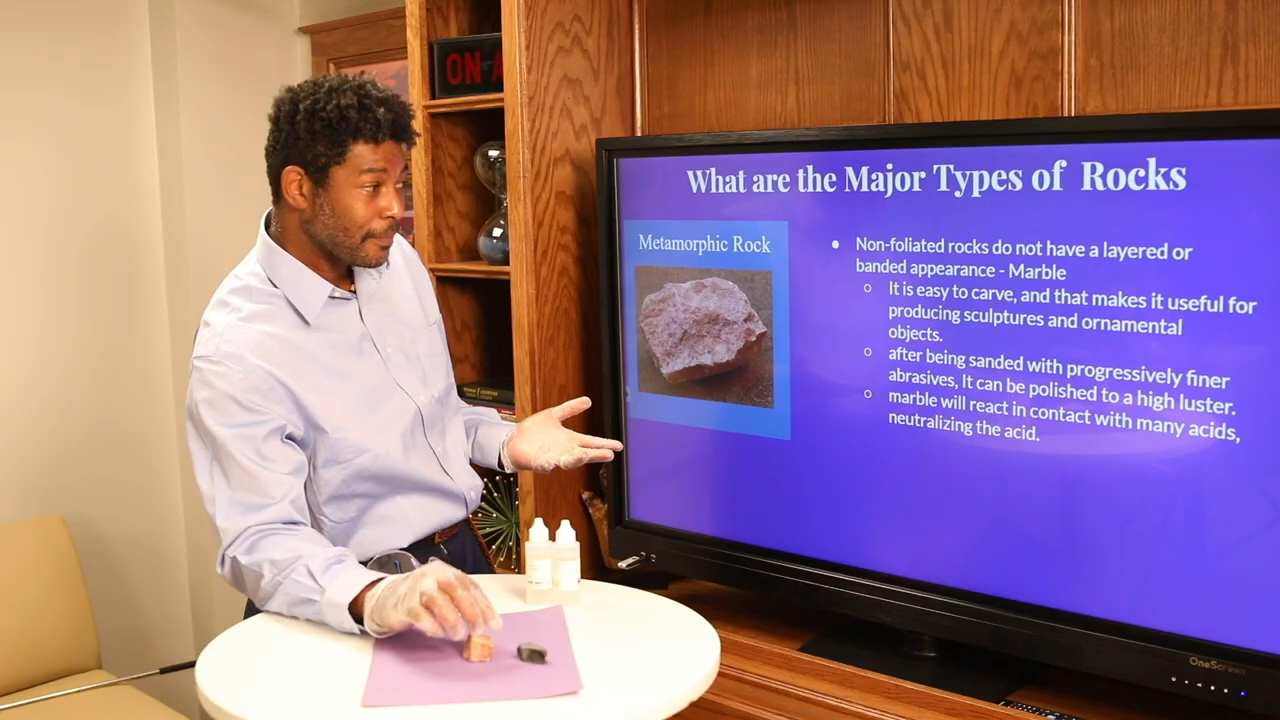 ON A
What are the Major Types of Rocks
Metamorphic Rock
• Non-foliated rocks do not have a layered or
banded appearance - Marble
○ It is easy to carve, and that makes it useful for
producing sculptures and ornamental
objects.
○ after being sanded with progressively finer
abrasives, It can be polished to a high luster.
○ marble will react in contact with many acids,
neutralizing the acid.
OneScreen